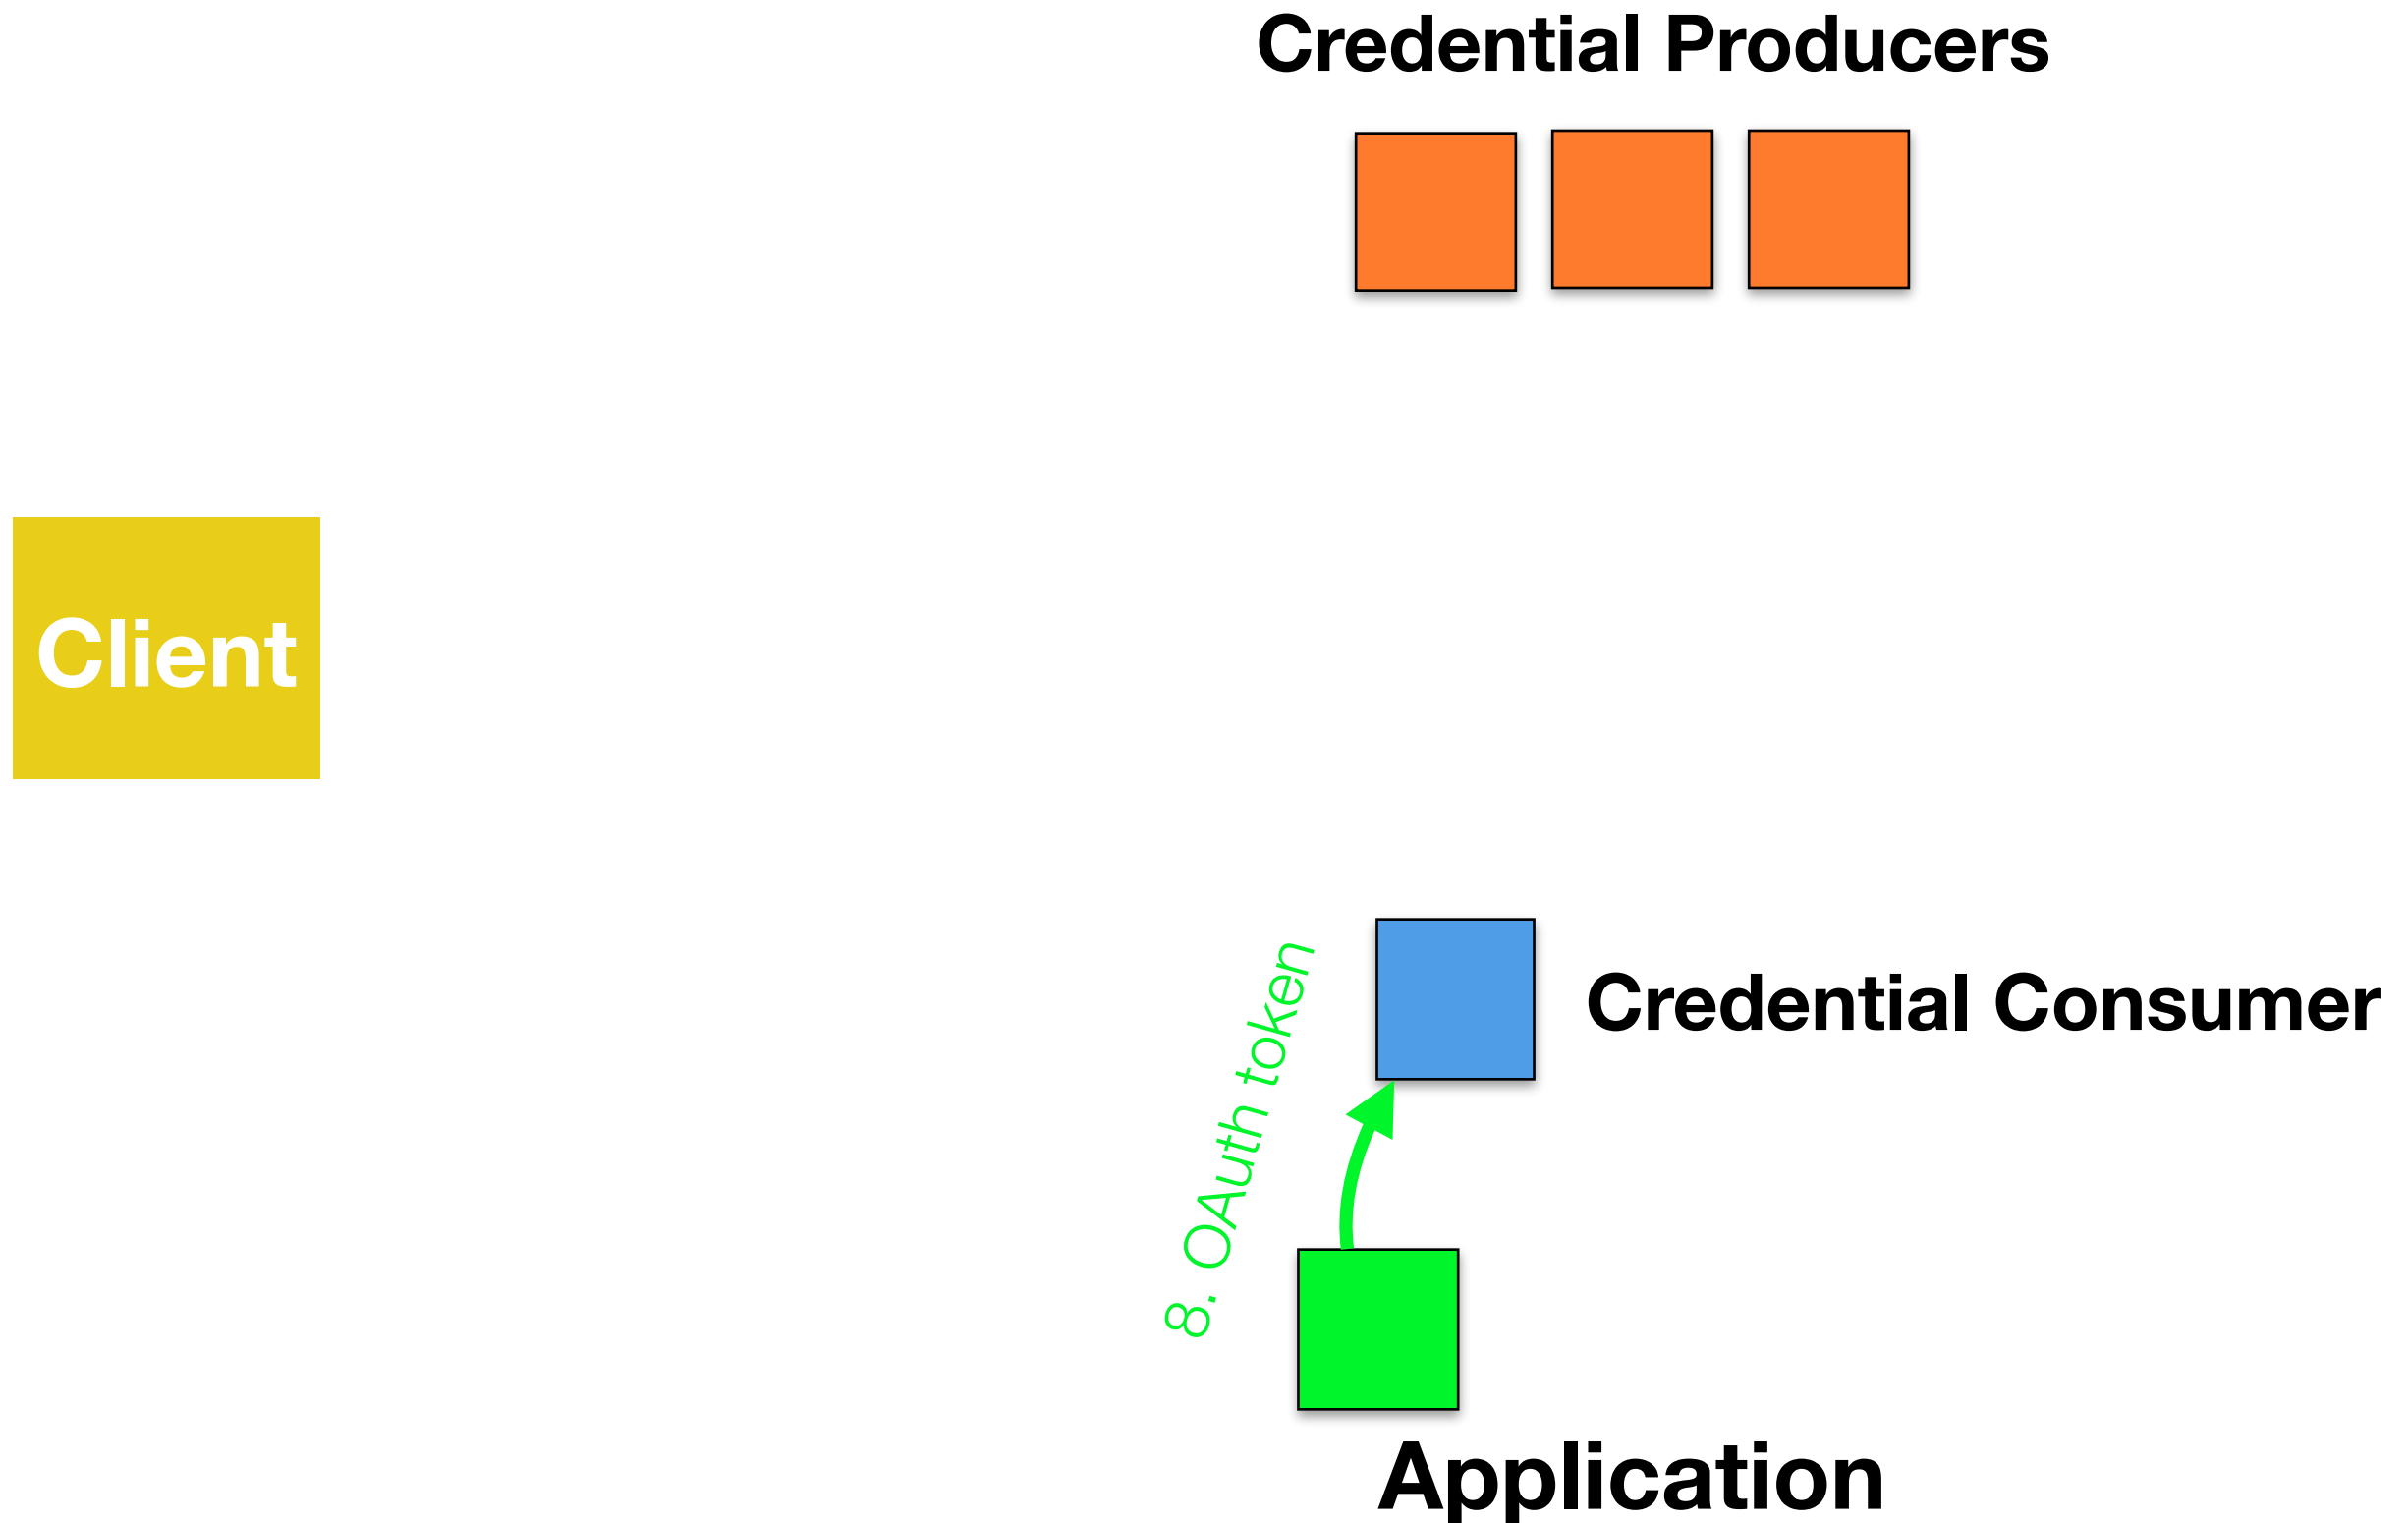 Credential Producers
Client
Credential Consumer
8. OAuth token
Application